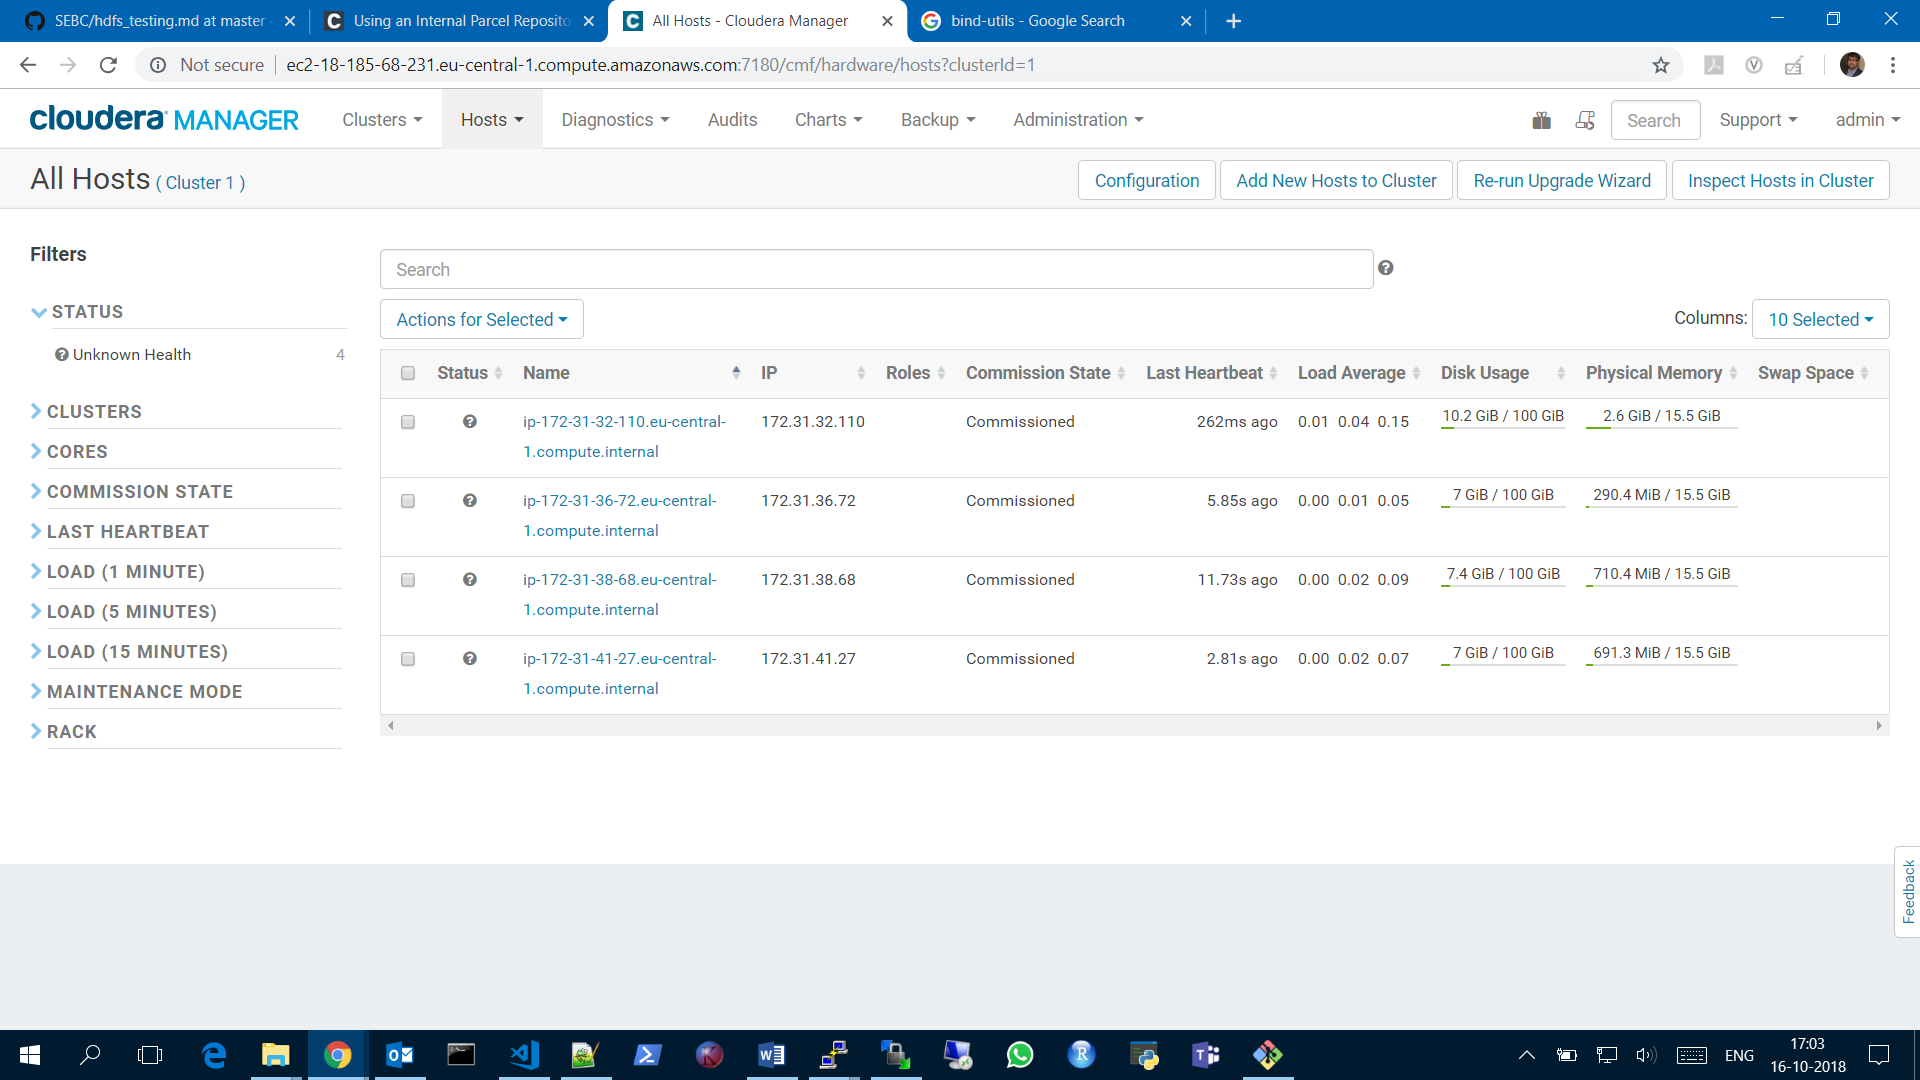 SEBC/hdfs_testing.md at master
Using an Internal Parcel Reposito
All Hosts - Cloudera Manager
bind-utils - Google Search
Not secure
ec2-18-185-68-231.eu-central-1.compute.amazonaws.com:7180/cmf/hardware/hosts?clusterId=1
cloudera MANAGER
Clusters
Hosts
Diagnostics
Audits
Charts
Backup
Administration
Search
Support
admin
All Hosts ( Cluster 1 )
Configuration
Add New Hosts to Cluster
Re-run Upgrade Wizard
Inspect Hosts in Cluster
Filters
STATUS
Unknown Health 4
CLUSTERS
CORES
COMMISSION STATE
LAST HEARTBEAT
LOAD (1 MINUTE)
LOAD (5 MINUTES)
LOAD (15 MINUTES)
MAINTENANCE MODE
RACK
Search
Actions for Selected
Columns: 10 Selected
Status Name IP Roles Commission State Last Heartbeat Load Average Disk Usage Physical Memory Swap Space
ip-172-31-32-110.eu-central- 172.31.32.110 Commissioned 262ms ago 0.01 0.04 0.15 10.2 GiB / 100 GiB 2.6 GiB / 15.5 GiB
1.compute.internal
ip-172-31-36-72.eu-central- 172.31.36.72 Commissioned 5.85s ago 0.00 0.01 0.05 7 GiB / 100 GiB 290.4 MiB / 15.5 GiB
1.compute.internal
ip-172-31-38-68.eu-central- 172.31.38.68 Commissioned 11.73s ago 0.00 0.02 0.09 7.4 GiB / 100 GiB 710.4 MiB / 15.5 GiB
1.compute.internal
ip-172-31-41-27.eu-central- 172.31.41.27 Commissioned 2.81s ago 0.00 0.02 0.07 7 GiB / 100 GiB 691.3 MiB / 15.5 GiB
1.compute.internal
Feedback
ENG
17:03
16-10-2018